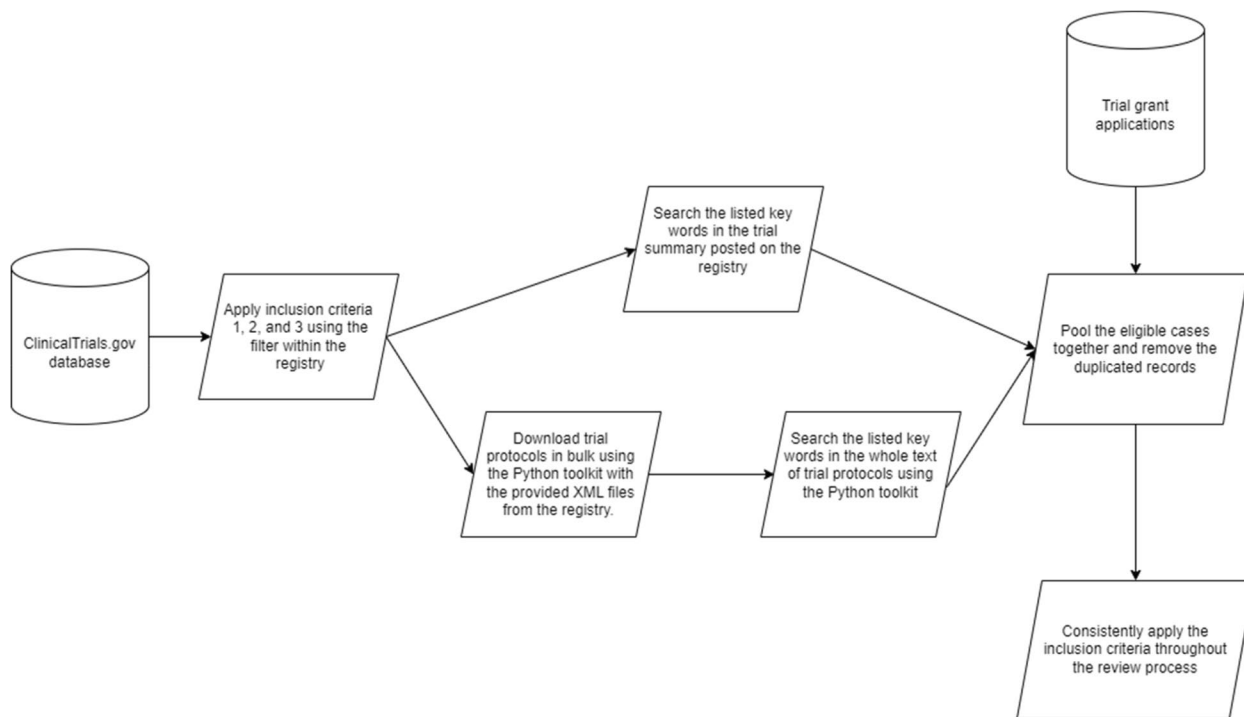 Trial grant
applications
Search the listed key
words in the trial
summary posted on the
registry
ClinicalTrials.gov
database
Apply inclusion criteria
1, 2, and 3 using the
filter within the
registry
Pool the eligible cases
together and remove the
duplicated records
Download trial
protocols in bulk using
the Python toolkit with
the provided XML files
from the registry.
Search the listed key
words in the whole text
of trial protocols using
the Python toolkit
Consistently apply the
inclusion criteria throughout
the review process